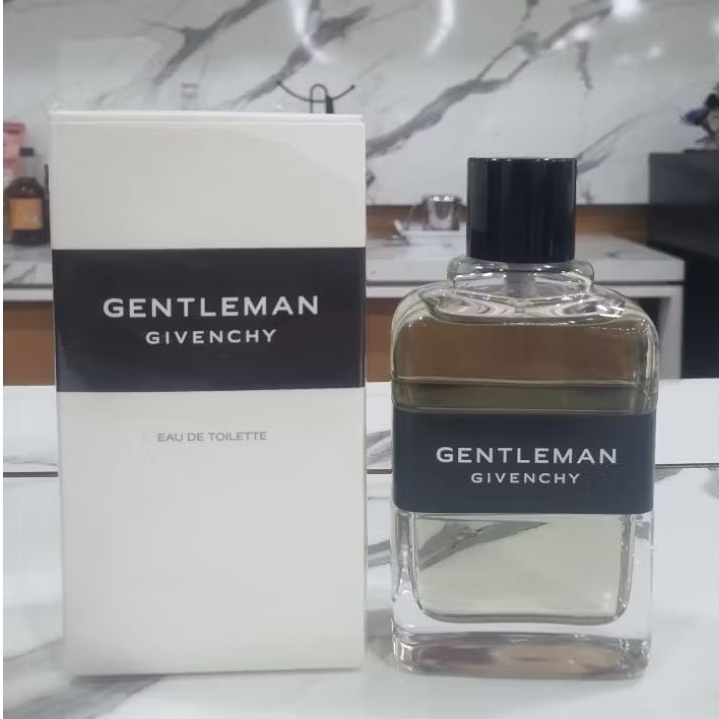 GENTLEMAN
GIVENCHY
EAU DE TOILETTE
GENTLEMAN
GIVENCHY